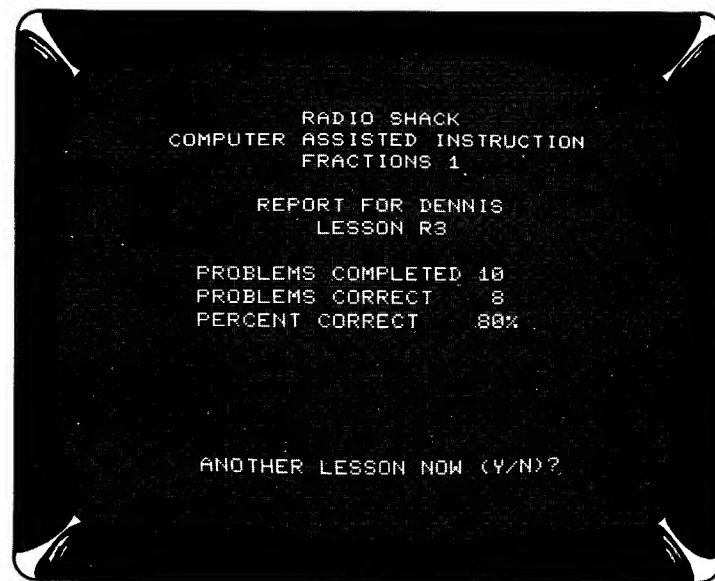 RADIO SHACK
COMPUTER ASSISTED INSTRUCTION
FRACTIONS 1
REPORT FOR DENNIS
LESSON R3
PROBLEMS COMPLETED 10
PROBLEMS CORRECT 8
PERCENT CORRECT 80%
ANOTHER LESSON NOW (Y/N)?